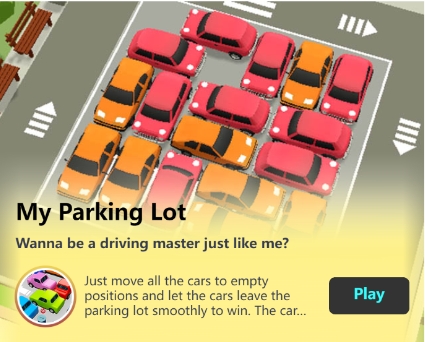 My Parking Lot
Wanna be a driving master just like me?
Just move all the cars to empty
positions and let the cars leave the
parking lot smoothly to win. The car...
Play